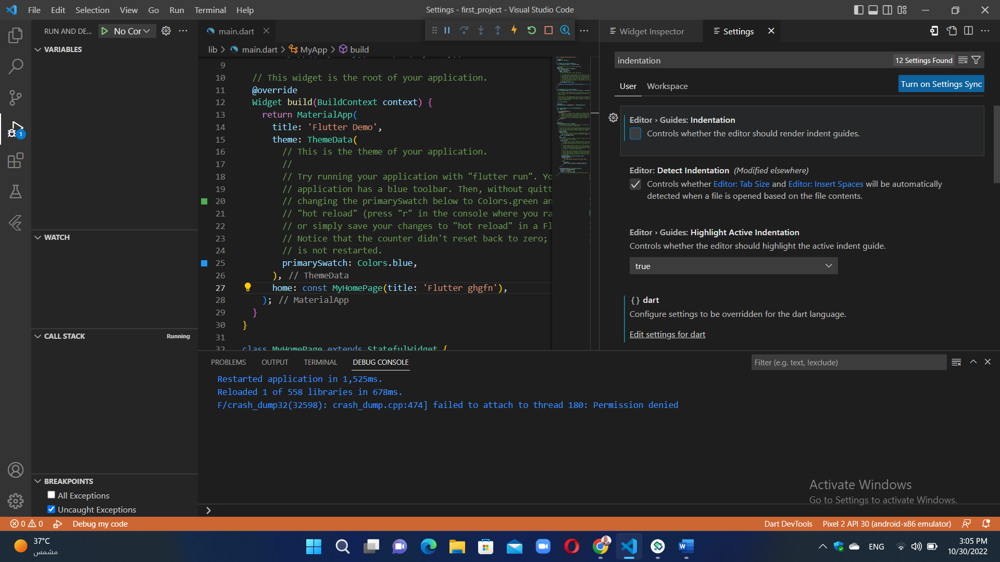 File Edit Selection View Go Run Terminal Help
Settings - first_project - Visual Studio Code
RUN AND DE... No Cor
main.dart
Widget Inspector
Settings
VARIABLES
WATCH
CALL STACK Running
BREAKPOINTS
All Exceptions
Uncaught Exceptions
1
lib > main.dart > MyApp > build
9
10 // This widget is the root of your application.
11 @override
12 Widget build(BuildContext context) {
13 return MaterialApp(
14 title: 'Flutter Demo',
15 theme: ThemeData(
16 // This is the theme of your application.
17 //
18 // Try running your application with "flutter run". Yo
19 // application has a blue toolbar. Then, without quitt
20 // changing the primarySwatch below to Colors.green an
21 // "hot reload" (press "r" in the console where you ra
22 // or simply save your changes to "hot reload" in a Fl
23 // Notice that the counter didn't reset back to zero;
24 // is not restarted.
25 primarySwatch: Colors.blue,
26 ), // ThemeData
27 home: const MyHomePage(title: 'Flutter ghgfn'),
28 ); // MaterialApp
29 }
30 }
31
32 class MyHomePage extends StatefulWidget {
indentation
12 Settings Found
User Workspace
Turn on Settings Sync
Editor › Guides: Indentation
Controls whether the editor should render indent guides.
Editor: Detect Indentation (Modified elsewhere)
Controls whether Editor: Tab Size and Editor: Insert Spaces will be automatically
detected when a file is opened based on the file contents.
Editor › Guides: Highlight Active Indentation
Controls whether the editor should highlight the active indent guide.
true
{} dart
Configure settings to be overridden for the dart language.
Edit settings for dart
PROBLEMS OUTPUT TERMINAL DEBUG CONSOLE
Filter (e.g. text, !exclude)
Restarted application in 1,525ms.
Reloaded 1 of 558 libraries in 678ms.
F/crash_dump32(32598): crash_dump.cpp:474] failed to attach to thread 180: Permission denied
Activate Windows
Go to Settings to activate Windows.
>
0 0 Debug my code
Dart DevTools Pixel 2 API 30 (android-x86 emulator)
37°C
مشمس
ENG
3:05 PM
10/30/2022